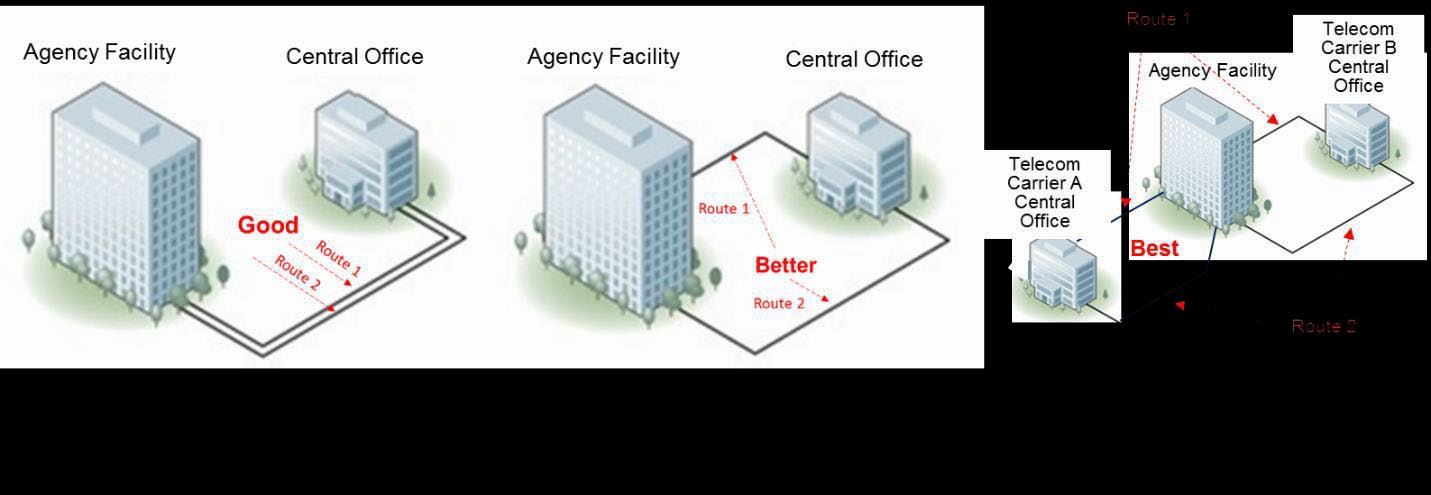 Agency Facility
Central Office
Good
Route 1
Route 2
Agency Facility
Central Office
Route 1
Better
Route 2
Route 1
Telecom
Carrier B
Central
Office
Agency Facility
Telecom
Carrier A
Central
Office
Best
Route 2